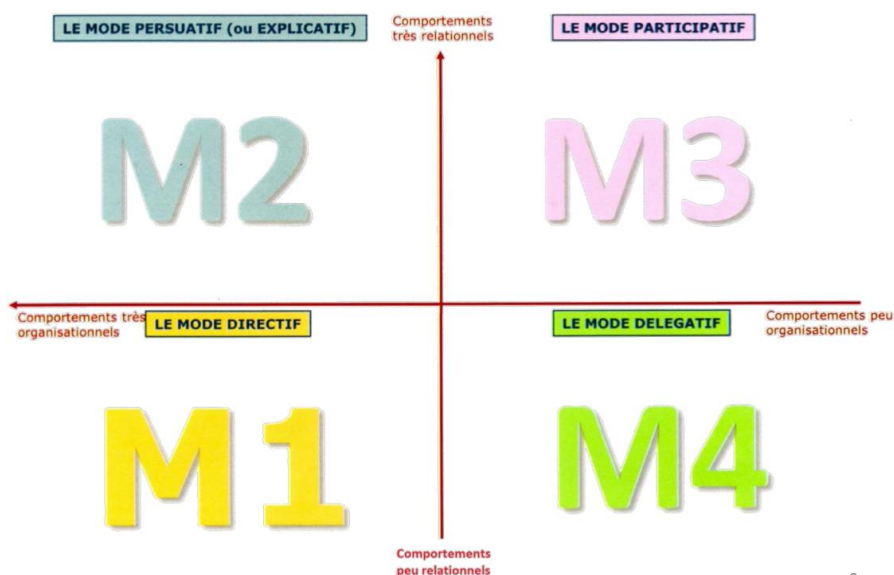 LE MODE PERSUATIF (ou EXPLICATIF)
Comportements
très relationnels
LE MODE PARTICIPATIF
M2
M3
Comportements très
organisationnels
LE MODE DIRECTIF
LE MODE DELEGATIF
Comportements peu
organisationnels
M1
M4
Comportements
peu relationnels